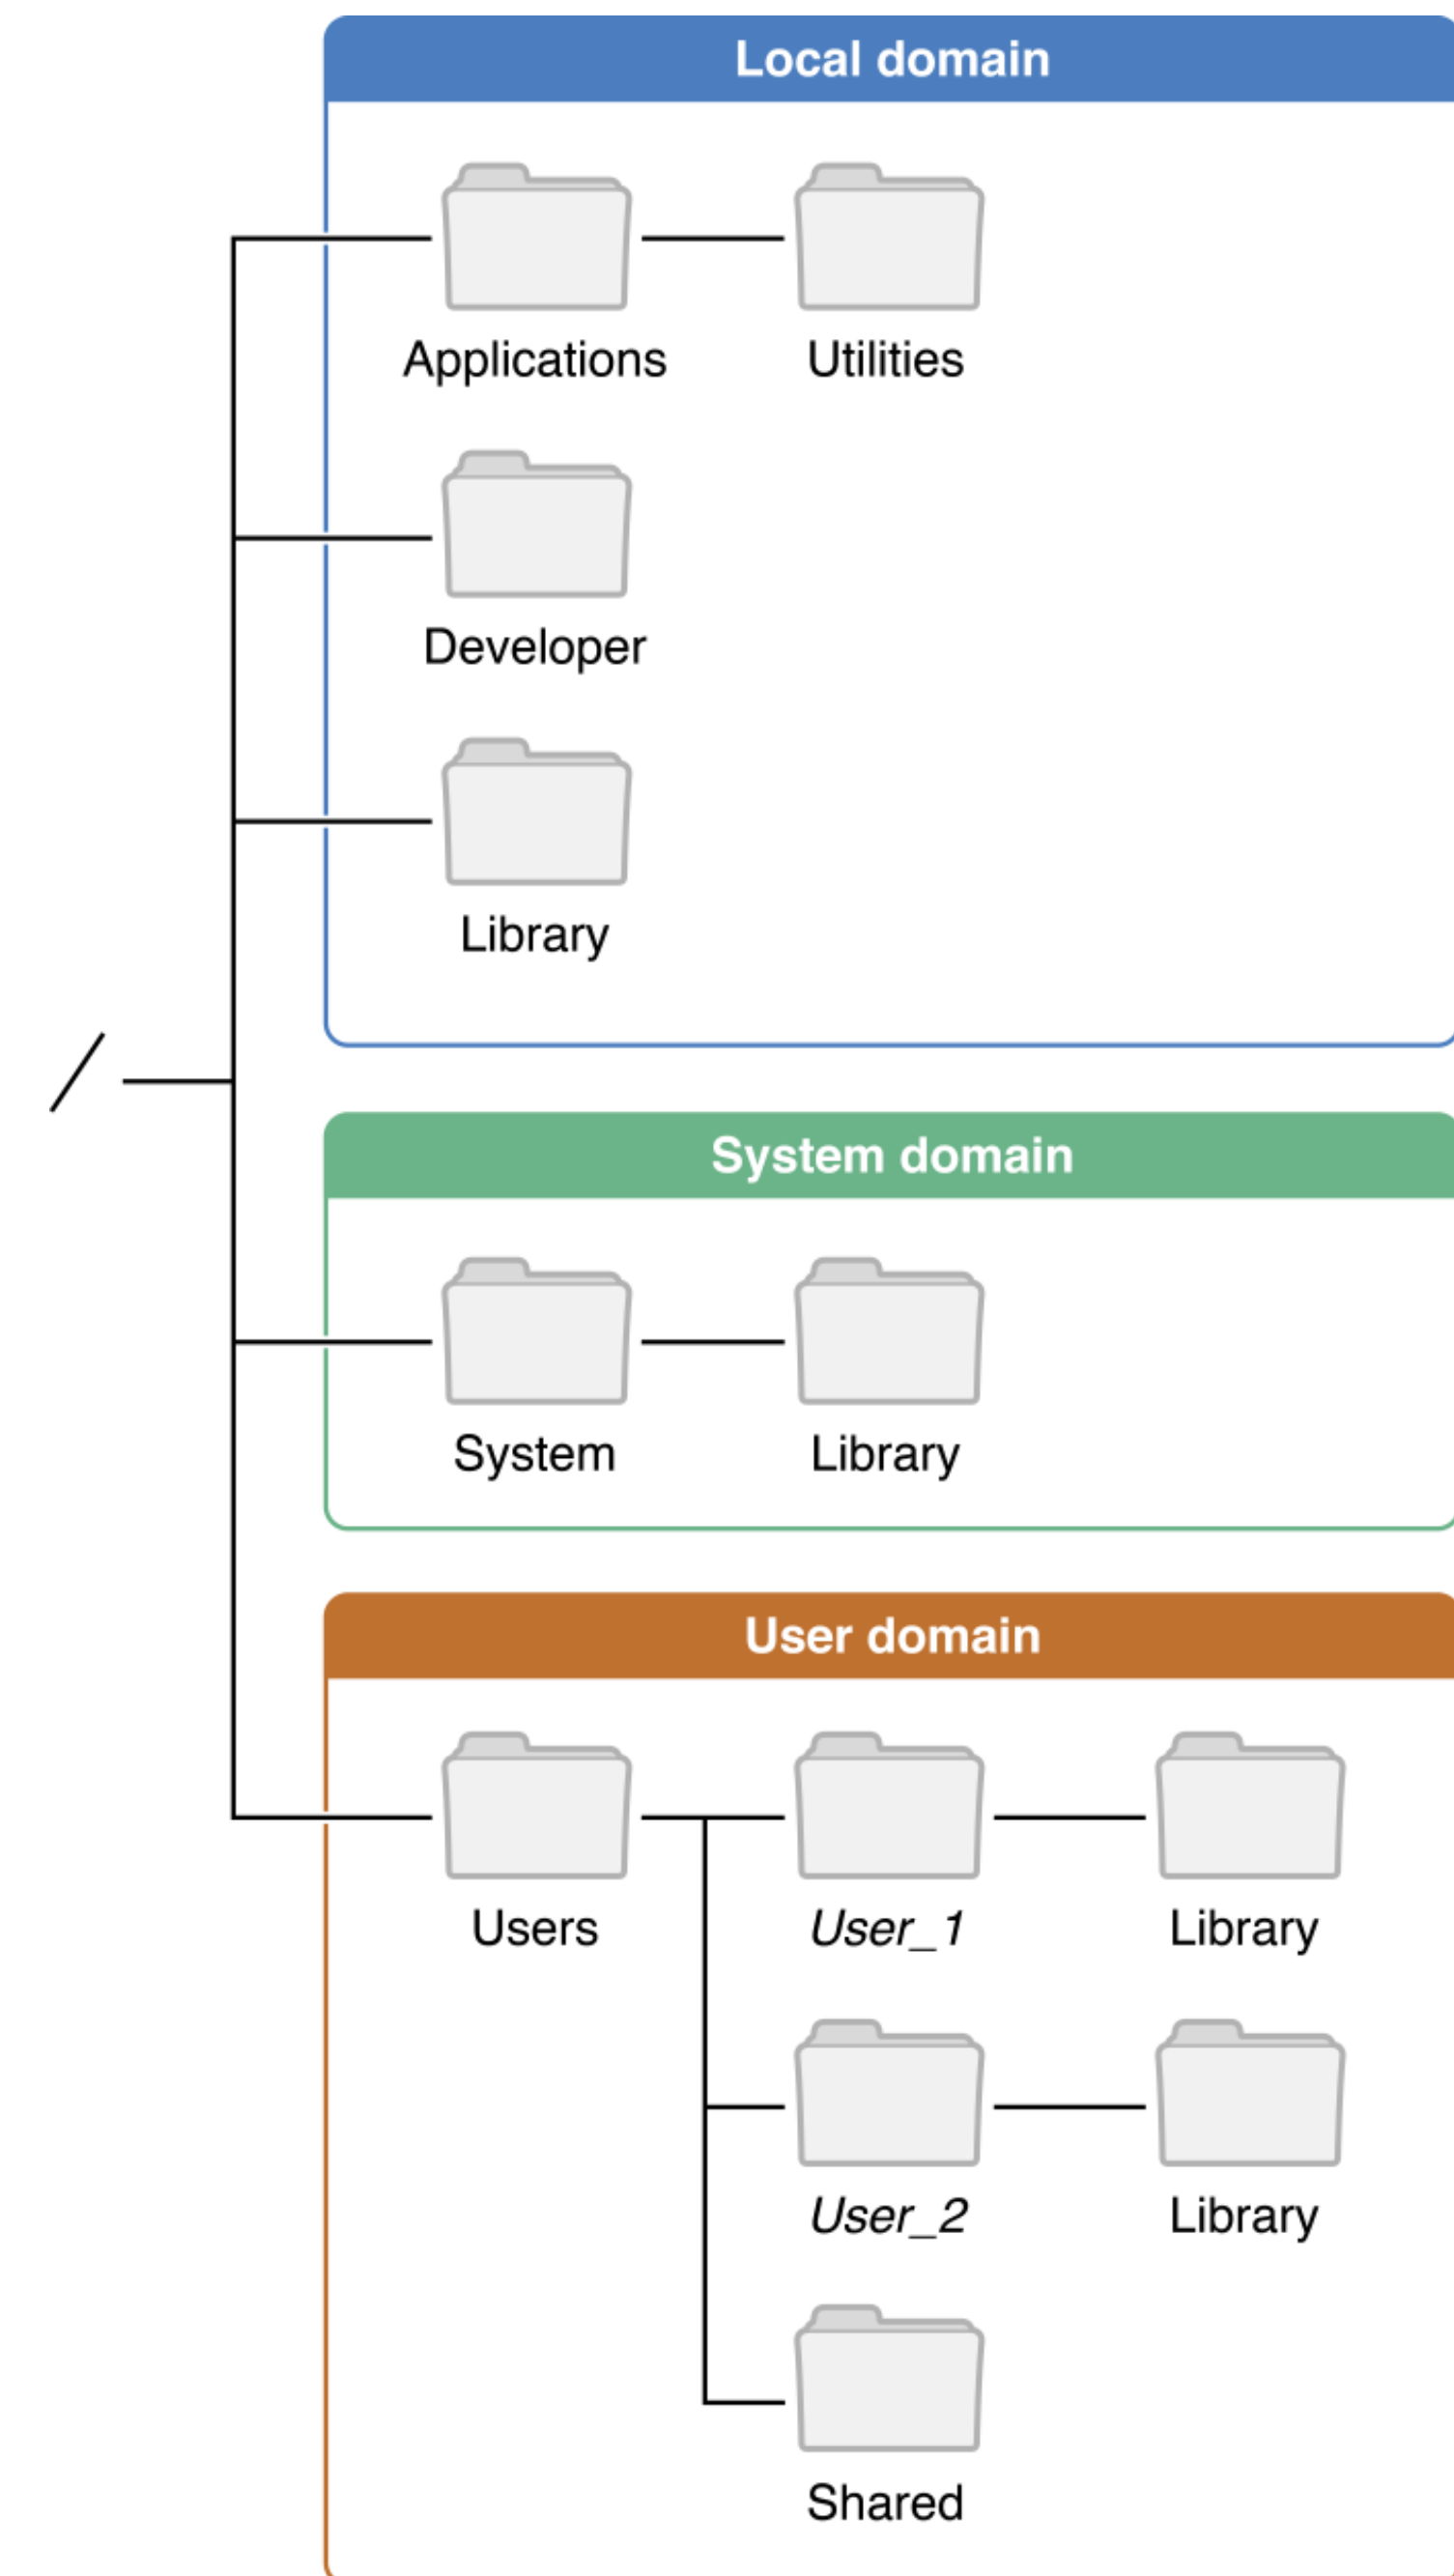 Local domain
Applications
Utilities
Developer
Library
/
System domain
System
Library
User domain
Users
User_1
Library
User_2
Library
Shared